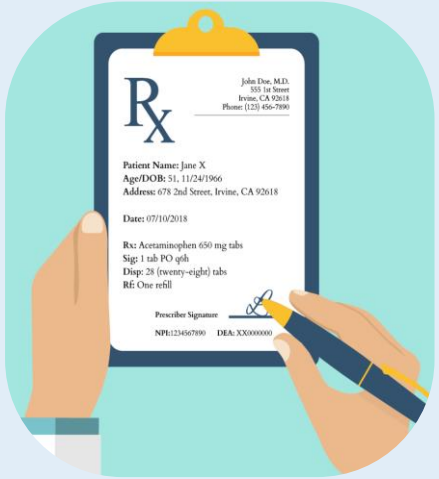 Rx
John Doe, M.D.
555 1st Street
Irvine, CA 92618
Phone: (123) 456-7890
Patient Name: Jane X
Age/DOB: 51, 11/24/1966
Address: 678 2nd Street, Irvine, CA 92618
Date: 07/10/2018
Rx: Acetaminophen 650 mg tabs
Sig: 1 tab PO q6h
Disp: 28 (twenty-eight) tabs
Rf: One refill
Prescriber Signature
NPI:1234567890 DEA: XX0000000